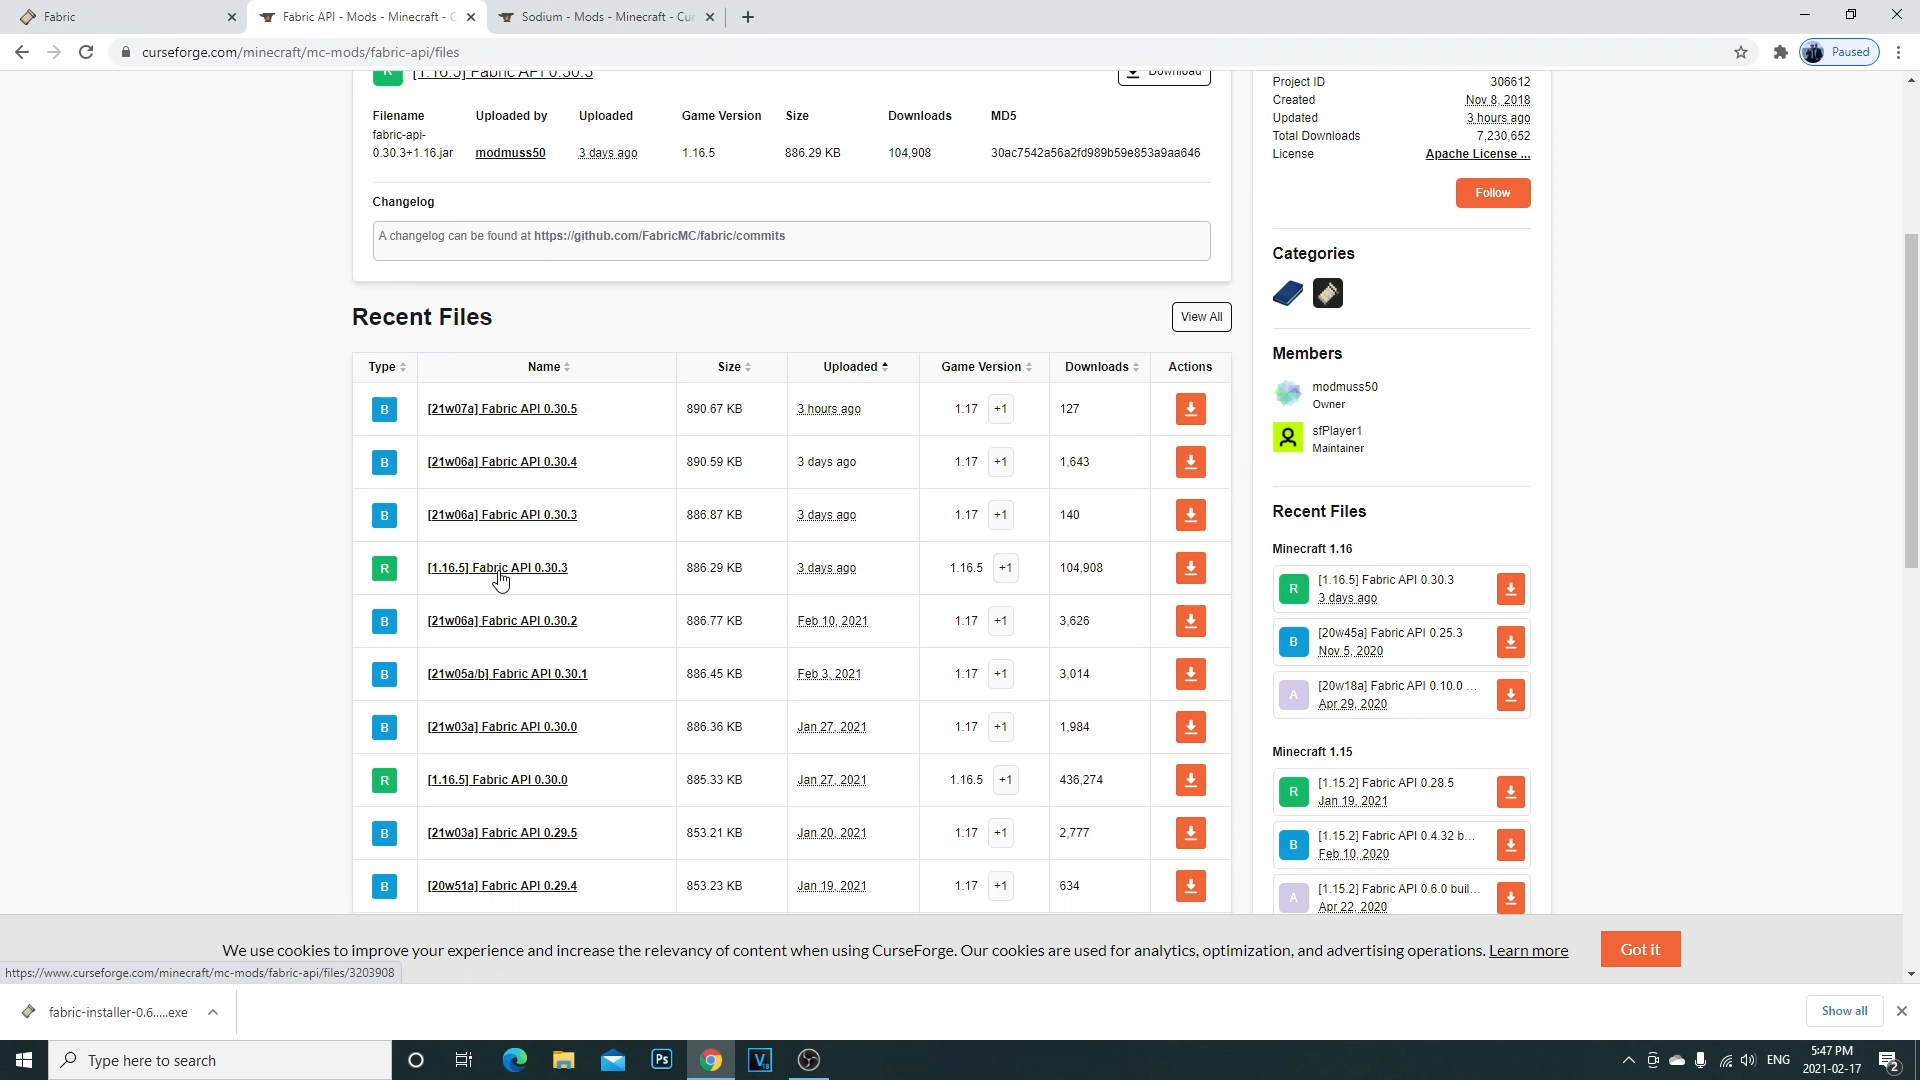 Fabric
Fabric API - Mods - Minecraft - C
Sodium - Mods - Minecraft - Cur
curseforge.com/minecraft/mc-mods/fabric-api/files
Paused
R [1.16.5] Fabric API 0.30.3
Download
Filename Uploaded by Uploaded Game Version Size Downloads MD5
fabric-api-
0.30.3+1.16.jar modmuss50 3 days ago 1.16.5 886.29 KB 104,908 30ac7542a56a2fd989b59e853a9aa646
Changelog
A changelog can be found at https://github.com/FabricMC/fabric/commits
Recent Files
View All
Type Name Size Uploaded Game Version Downloads Actions
B [21w07a] Fabric API 0.30.5 890.67 KB 3 hours ago 1.17 +1 127
B [21w06a] Fabric API 0.30.4 890.59 KB 3 days ago 1.17 +1 1,643
B [21w06a] Fabric API 0.30.3 886.87 KB 3 days ago 1.17 +1 140
R [1.16.5] Fabric API 0.30.3 886.29 KB 3 days ago 1.16.5 +1 104,908
B [21w06a] Fabric API 0.30.2 886.77 KB Feb 10, 2021 1.17 +1 3,626
B [21w05a/b] Fabric API 0.30.1 886.45 KB Feb 3, 2021 1.17 +1 3,014
B [21w03a] Fabric API 0.30.0 886.36 KB Jan 27, 2021 1.17 +1 1,984
R [1.16.5] Fabric API 0.30.0 885.33 KB Jan 27, 2021 1.16.5 +1 436,274
B [21w03a] Fabric API 0.29.5 853.21 KB Jan 20, 2021 1.17 +1 2,777
B [20w51a] Fabric API 0.29.4 853.23 KB Jan 19, 2021 1.17 +1 634
Project ID 306612
Created Nov 8, 2018
Updated 3 hours ago
Total Downloads 7,230,652
License Apache License ...
Follow
Categories
Members
modmuss50
Owner
sfPlayer1
Maintainer
Recent Files
Minecraft 1.16
R [1.16.5] Fabric API 0.30.3
3 days ago
B [20w45a] Fabric API 0.25.3
Nov 5, 2020
A [20w18a] Fabric API 0.10.0 ...
Apr 29, 2020
Minecraft 1.15
R [1.15.2] Fabric API 0.28.5
Jan 19, 2021
B [1.15.2] Fabric API 0.4.32 b...
Feb 10, 2020
A [1.15.2] Fabric API 0.6.0 buil...
Apr 22, 2020
We use cookies to improve your experience and increase the relevancy of content when using CurseForge. Our cookies are used for analytics, optimization, and advertising operations. Learn more
Got it
https://www.curseforge.com/minecraft/mc-mods/fabric-api/files/3203908
fabric-installer-0.6.....exe
Show all
Type here to search
Ps
V
18
ENG
5:47 PM
2021-02-17
2